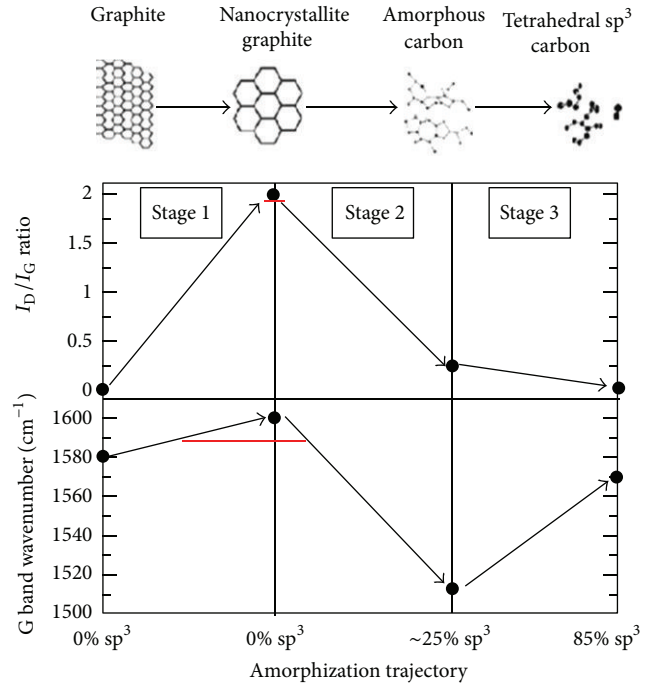 Graphite
Nanocrystallite
graphite
Amorphous
carbon
Tetrahedral sp³
carbon
I_D/I_G ratio
2
1.5
1
0.5
0
Stage 1
Stage 2
Stage 3
G band wavenumber (cm⁻¹)
1600
1580
1560
1540
1520
1500
0% sp³
0% sp³
~25% sp³
85% sp³
Amorphization trajectory